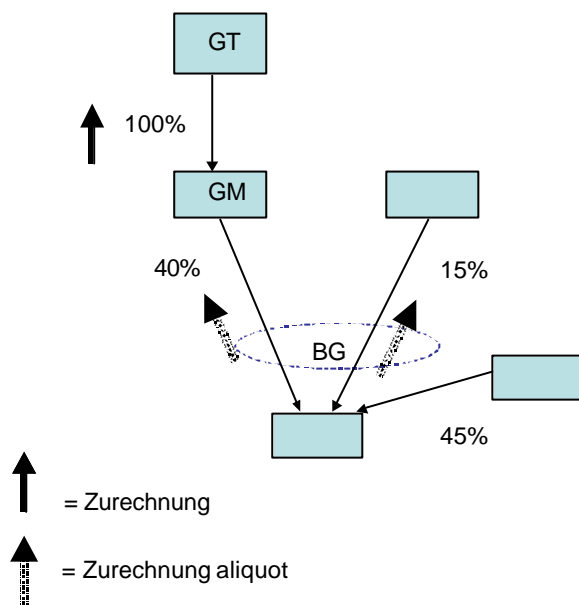 GT
100%
GM
40%
15%
BG
45%
= Zurechnung
= Zurechnung aliquot